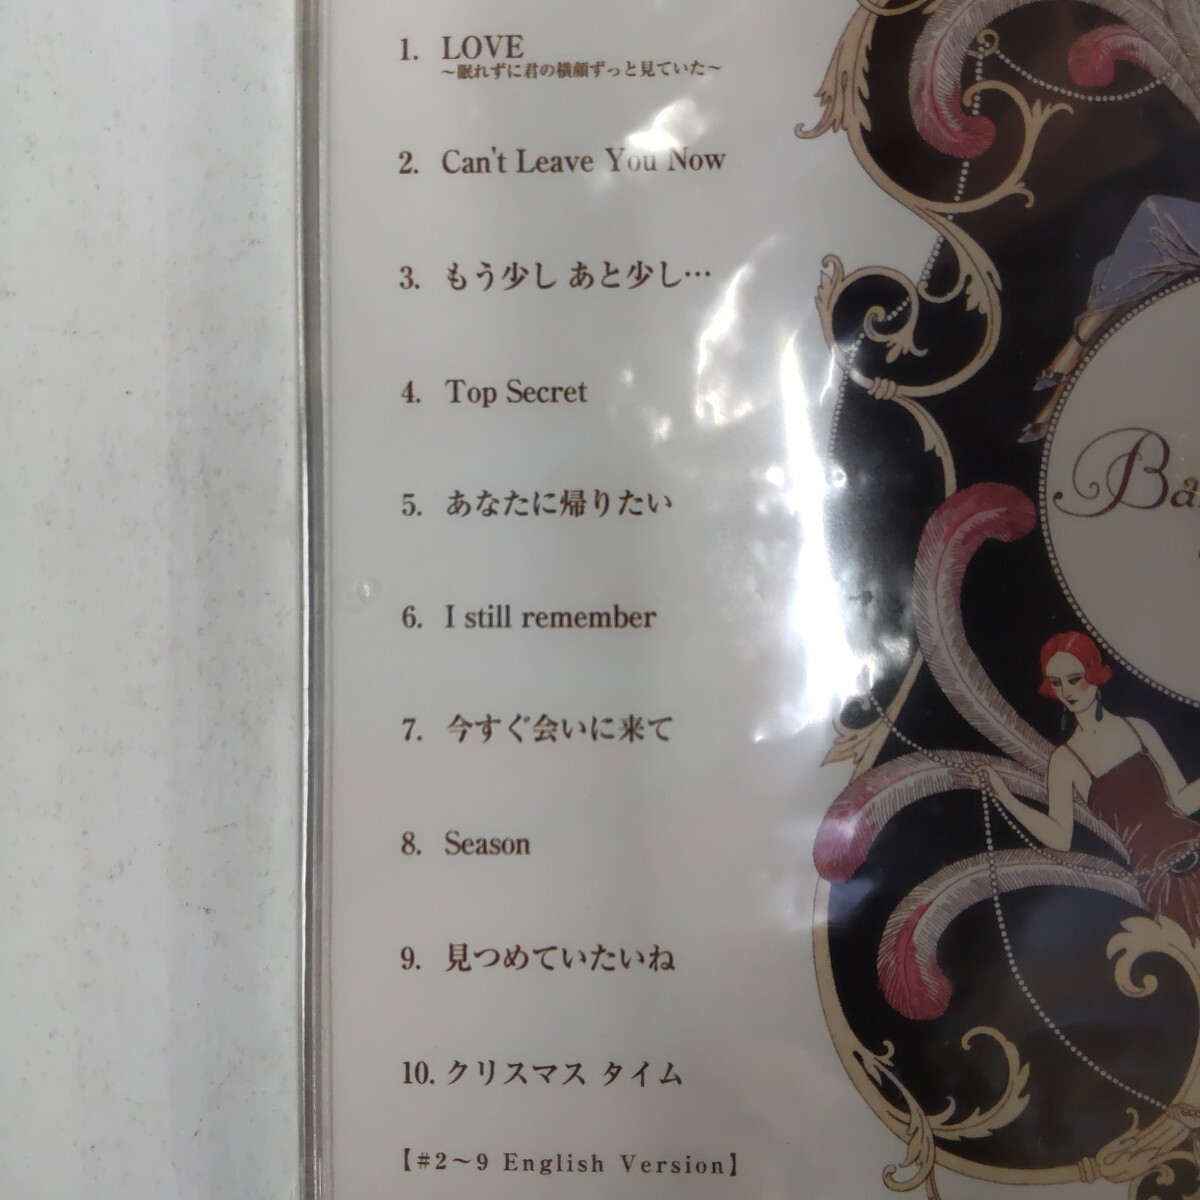 1. LOVE
～眠れずに君の横顔ずっと見ていた～
2. Can't Leave You Now
3. もう少し あと少し…
4. Top Secret
5. あなたに帰りたい
6. I still remember
7. 今すぐ会いに来て
8. Season
9. 見つめていたいね
10. クリスマス タイム
【#2～9 English Version】